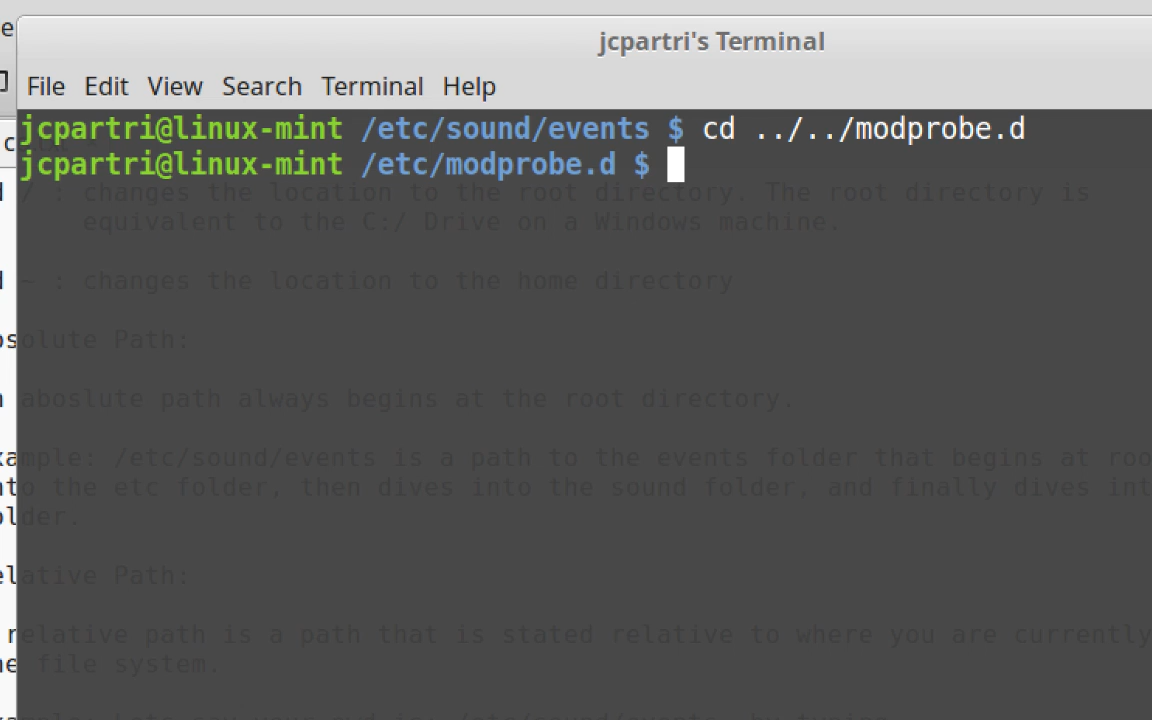 jcpartri's Terminal
File Edit View Search Terminal Help
jcpartri@linux-mint /etc/sound/events $ cd ../../modprobe.d
jcpartri@linux-mint /etc/modprobe.d $
/ : changes the location to the root directory. The root directory is
equivalent to the C:/ Drive on a Windows machine.
~ : changes the location to the home directory
solute Path:
aboslute path always begins at the root directory.
ample: /etc/sound/events is a path to the events folder that begins at roo
to the etc folder, then dives into the sound folder, and finally dives int
older.
elative Path:
relative path is a path that is stated relative to where you are currently
e file system.